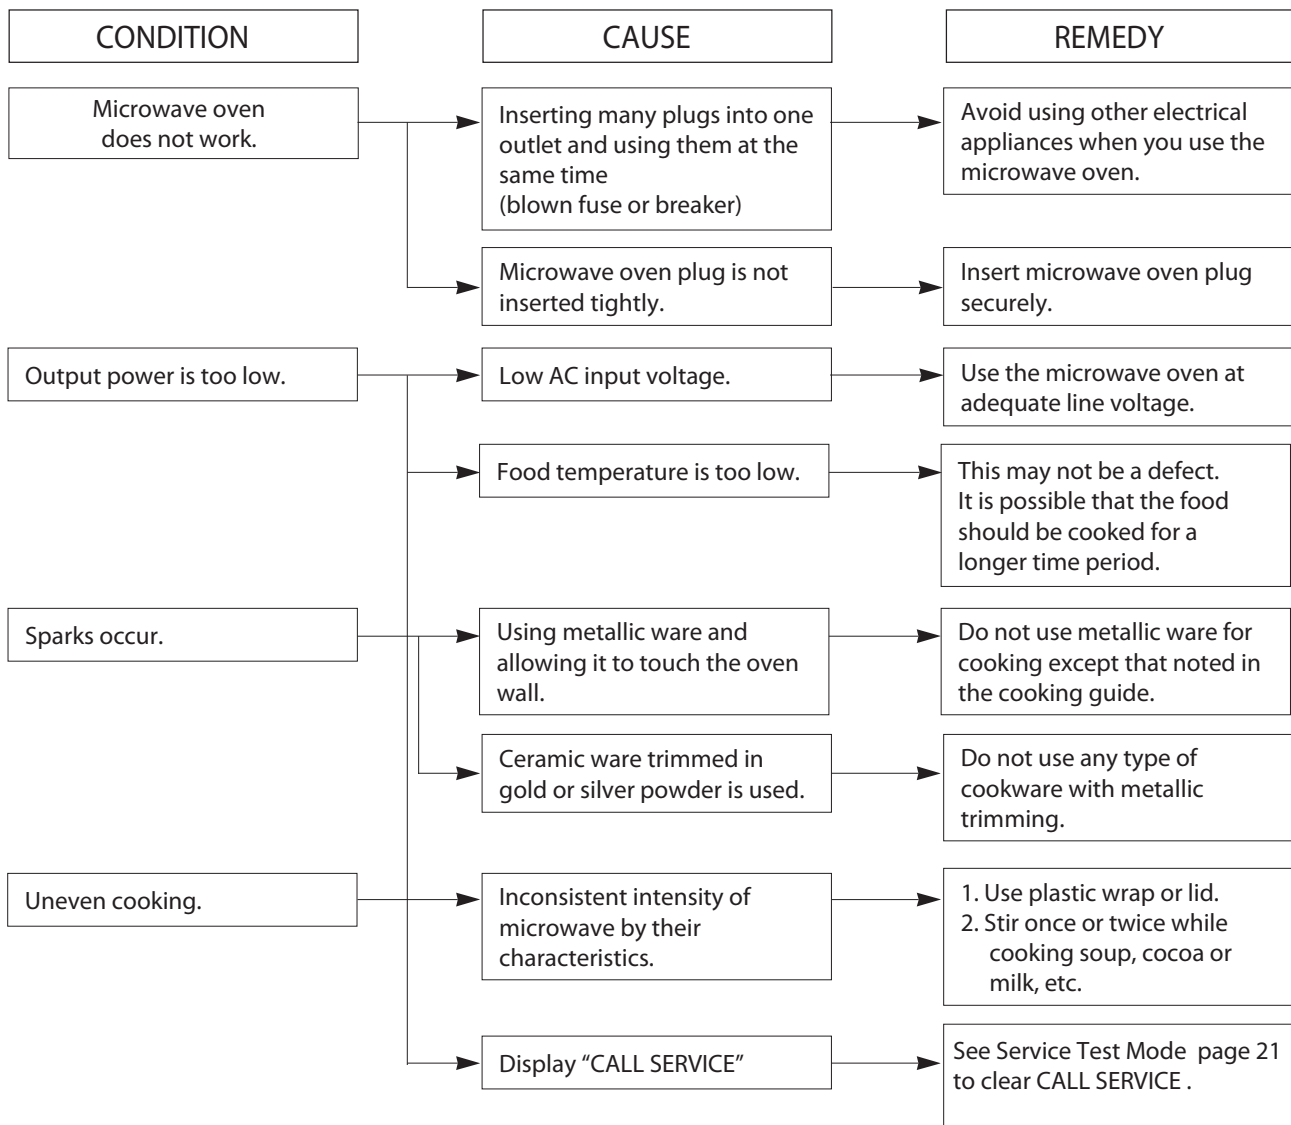 CONDITION
CAUSE
REMEDY
Microwave oven
does not work.
Inserting many plugs into one
outlet and using them at the
same time
(blown fuse or breaker)
Avoid using other electrical
appliances when you use the
microwave oven.
Microwave oven plug is not
inserted tightly.
Insert microwave oven plug
securely.
Output power is too low.
Low AC input voltage.
Use the microwave oven at
adequate line voltage.
Food temperature is too low.
This may not be a defect.
It is possible that the food
should be cooked for a
longer time period.
Sparks occur.
Using metallic ware and
allowing it to touch the oven
wall.
Do not use metallic ware for
cooking except that noted in
the cooking guide.
Ceramic ware trimmed in
gold or silver powder is used.
Do not use any type of
cookware with metallic
trimming.
Uneven cooking.
Inconsistent intensity of
microwave by their
characteristics.
1. Use plastic wrap or lid.
2. Stir once or twice while
cooking soup, cocoa or
milk, etc.
Display “CALL SERVICE”
See Service Test Mode  page 21
to clear CALL SERVICE .